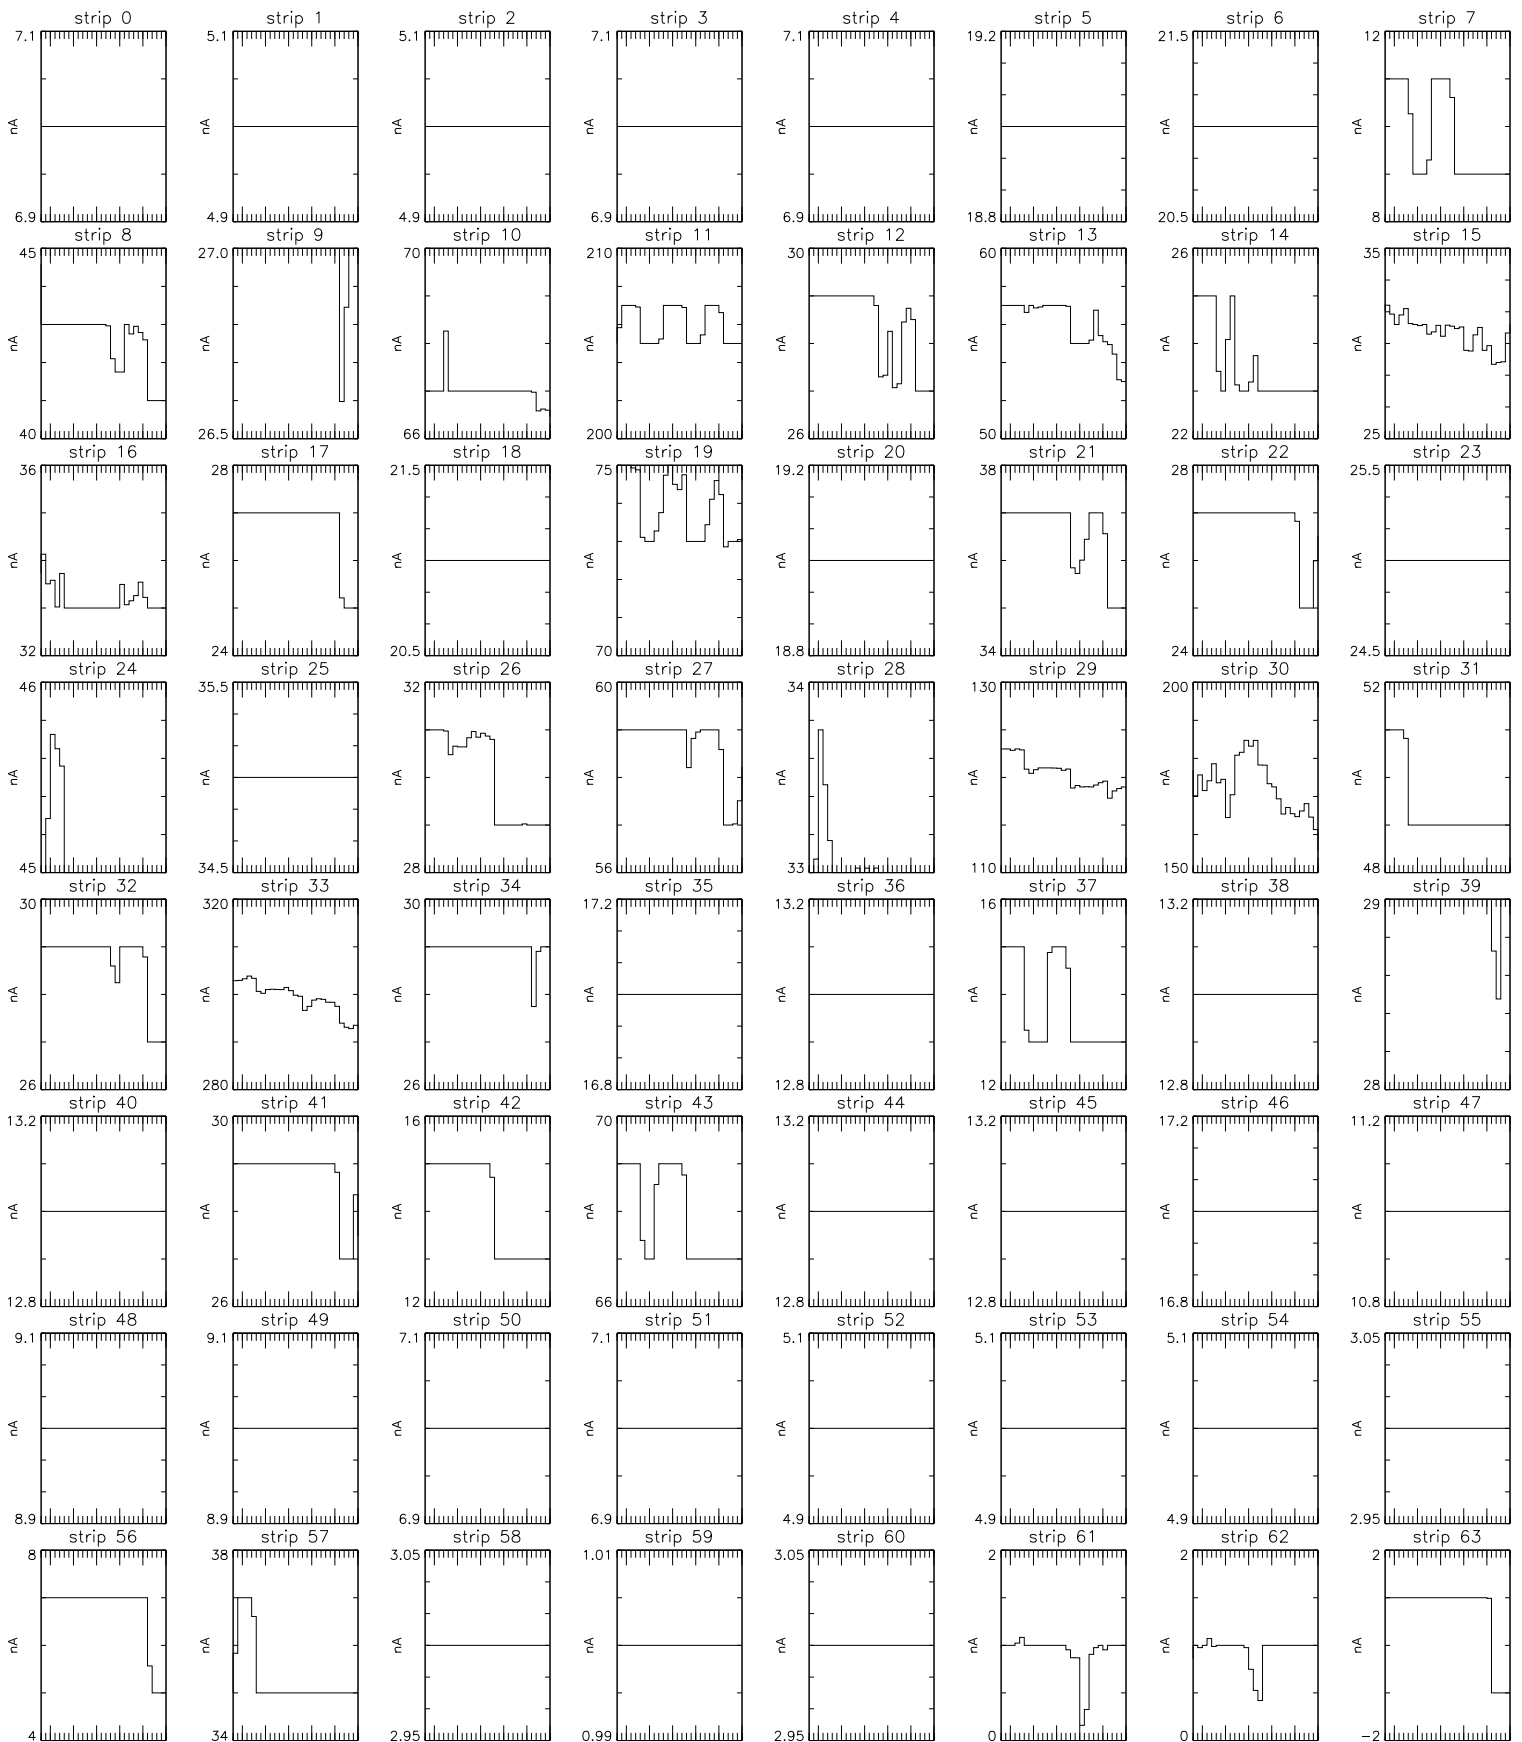 strip 0 strip 1 strip 2 strip 3 strip 4 strip 5 strip 6 strip 7
7.1 5.1 5.1 7.1 7.1 19.2 21.5 12
nA nA nA nA nA nA nA nA
6.9 4.9 4.9 6.9 6.9 18.8 20.5 8
strip 8 strip 9 strip 10 strip 11 strip 12 strip 13 strip 14 strip 15
45 27.0 70 210 30 60 26 35
nA nA nA nA nA nA nA nA
40 26.5 66 200 26 50 22 25
strip 16 strip 17 strip 18 strip 19 strip 20 strip 21 strip 22 strip 23
36 28 21.5 75 19.2 38 28 25.5
nA nA nA nA nA nA nA nA
32 24 20.5 70 18.8 34 24 24.5
strip 24 strip 25 strip 26 strip 27 strip 28 strip 29 strip 30 strip 31
46 35.5 32 60 34 130 200 52
nA nA nA nA nA nA nA nA
45 34.5 28 56 33 110 150 48
strip 32 strip 33 strip 34 strip 35 strip 36 strip 37 strip 38 strip 39
30 320 30 17.2 13.2 16 13.2 29
nA nA nA nA nA nA nA nA
26 280 26 16.8 12.8 12 12.8 28
strip 40 strip 41 strip 42 strip 43 strip 44 strip 45 strip 46 strip 47
13.2 30 16 70 13.2 13.2 17.2 11.2
nA nA nA nA nA nA nA nA
12.8 26 12 66 12.8 12.8 16.8 10.8
strip 48 strip 49 strip 50 strip 51 strip 52 strip 53 strip 54 strip 55
9.1 9.1 7.1 7.1 5.1 5.1 5.1 3.05
nA nA nA nA nA nA nA nA
8.9 8.9 6.9 6.9 4.9 4.9 4.9 2.95
strip 56 strip 57 strip 58 strip 59 strip 60 strip 61 strip 62 strip 63
8 38 3.05 1.01 3.05 2 2 2
nA nA nA nA nA nA nA nA
4 34 2.95 0.99 2.95 0 0 −2